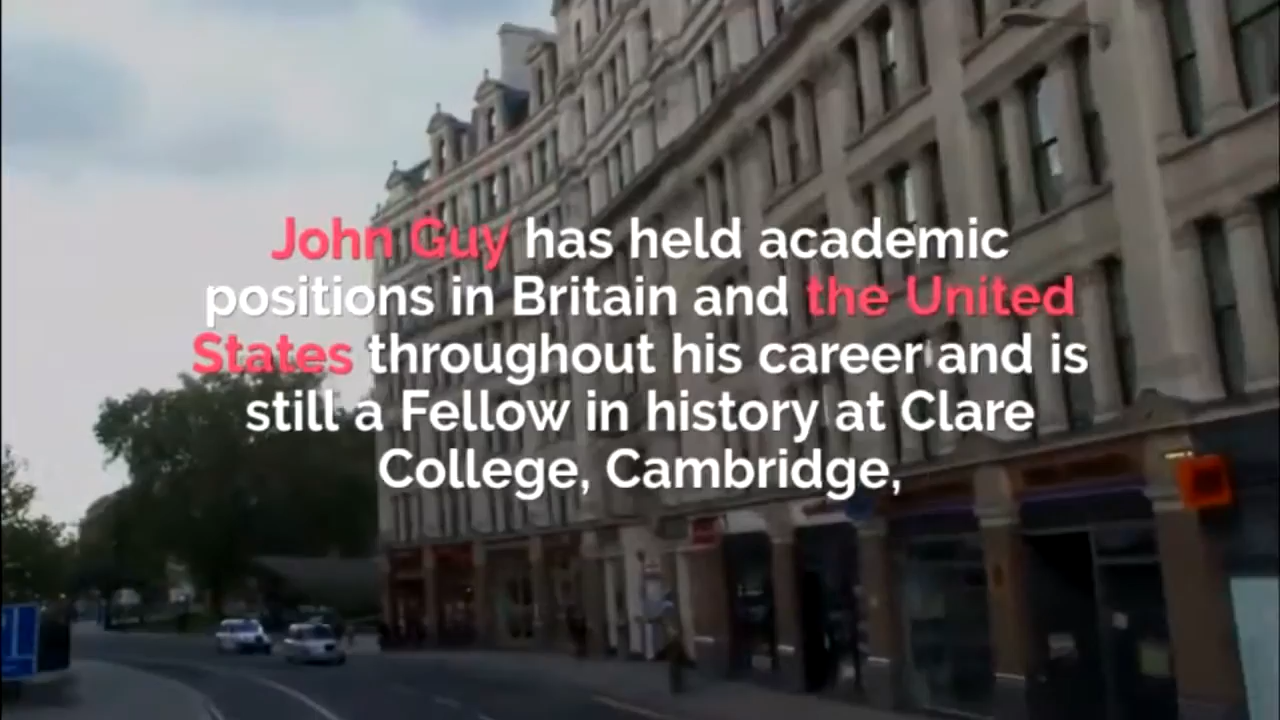 John Guy has held academic
positions in Britain and the United
States throughout his career and is
still a Fellow in history at Clare
College, Cambridge,